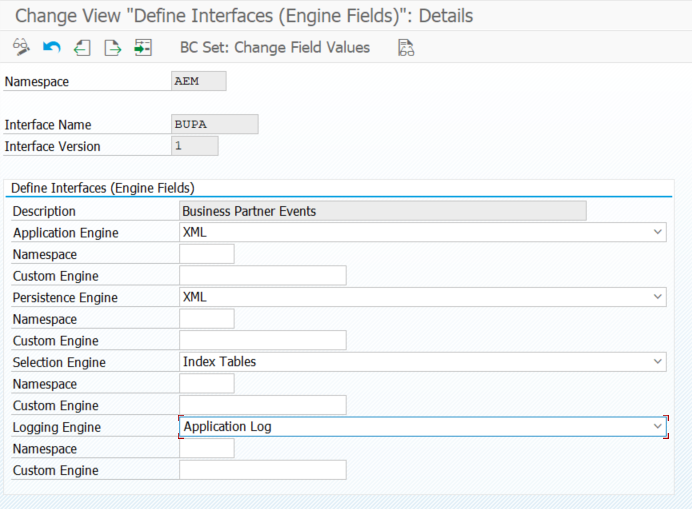 Change View "Define Interfaces (Engine Fields)": Details
BC Set: Change Field Values
Namespace AEM
Interface Name BUPA
Interface Version 1
Define Interfaces (Engine Fields)
Description Business Partner Events
Application Engine XML
Namespace
Custom Engine
Persistence Engine XML
Namespace
Custom Engine
Selection Engine Index Tables
Namespace
Custom Engine
Logging Engine Application Log
Namespace
Custom Engine